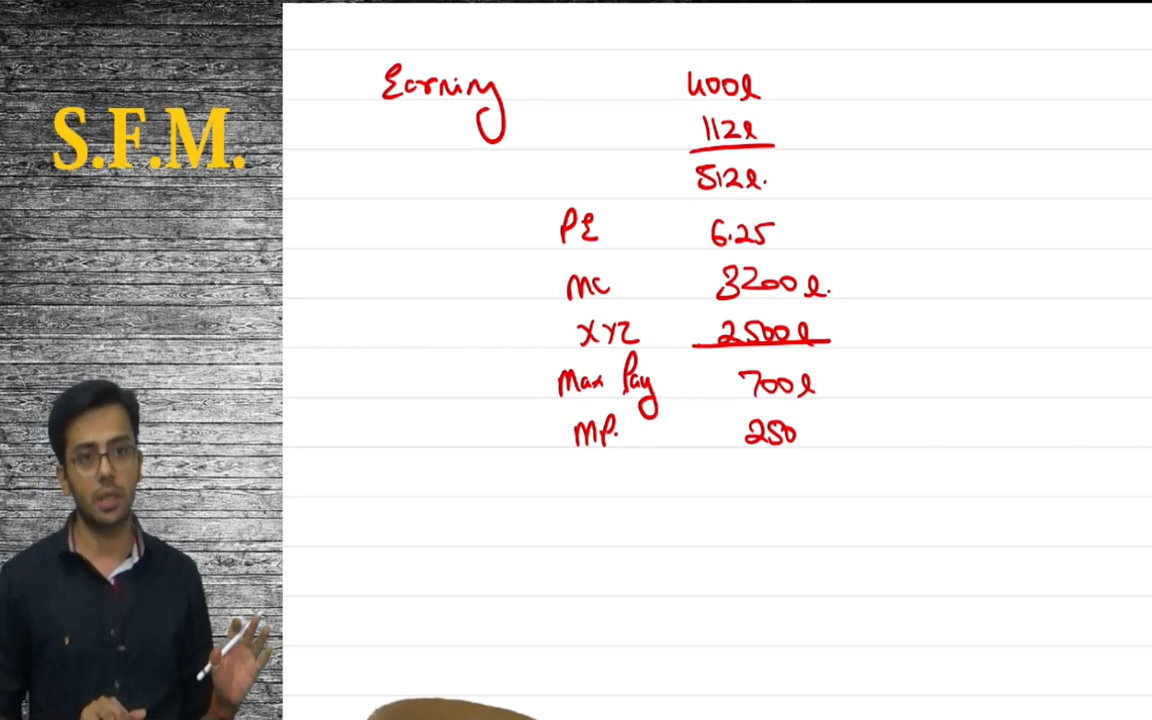 S.F.M.
Earning 400l
112l
512l.
PE 6.25
MC 3200l.
XYZ 2500l
Max Pay 700l
MP. 250